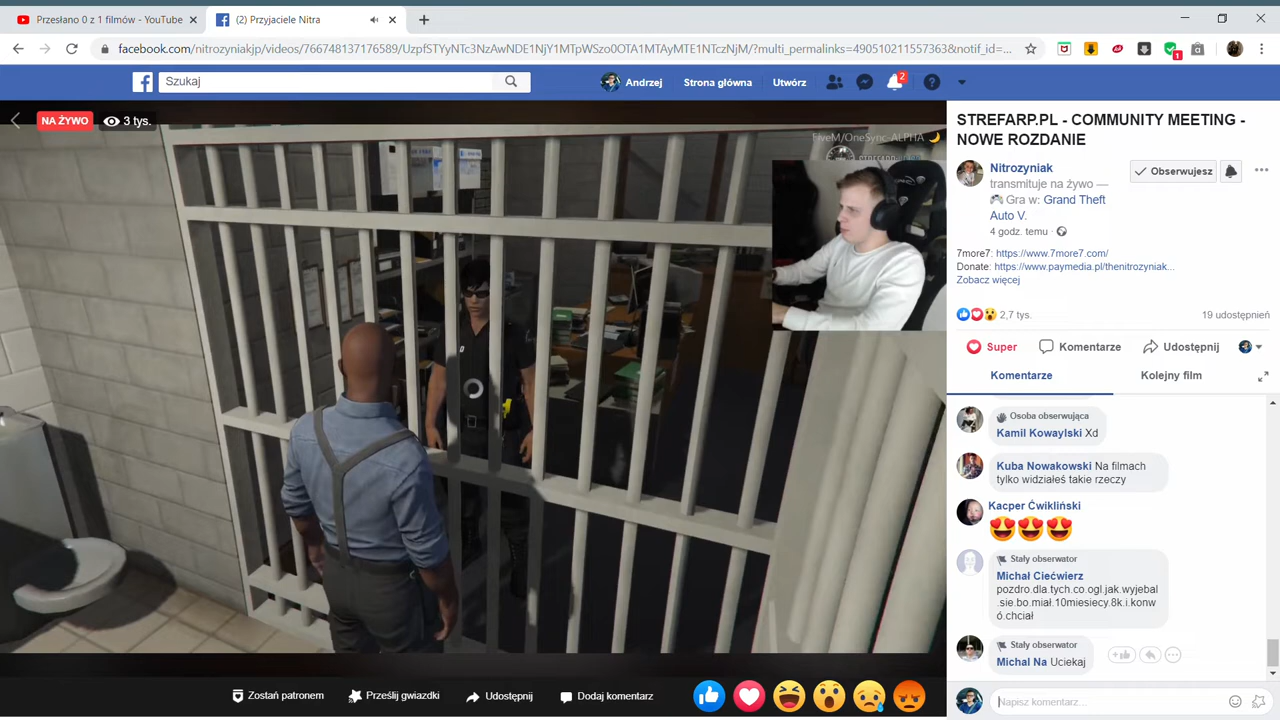 Przesłano 0 z 1 filmów - YouTube
(2) Przyjaciele Nitra
facebook.com/nitrozyniakjp/videos/766748137176589/UzpfSTYyNTc3NzAwNDE1NjY1MTpWSzo0OTA1MTAyMTE1NTczNjM/?multi_permalinks=490510211557363&notif_id=...
1
Szukaj
Andrzej
Strona główna
Utwórz
2
NA ŻYWO
3 tys.
FiveM/OneSync-ALPHA
STREFARP.PL - COMMUNITY MEETING -
NOWE ROZDANIE
Nitrozyniak
Obserwujesz
transmituje na żywo —
Gra w: Grand Theft
Auto V.
4 godz. temu ·
7more7: https://www.7more7.com/
Donate: https://www.paymedia.pl/thenitrozyniak...
Zobacz więcej
2,7 tys.
19 udostępnień
Super
Komentarze
Udostępnij
Komentarze
Kolejny film
Osoba obserwująca
Kamil Kowaylski Xd
Kuba Nowakowski Na filmach
tylko widziałeś takie rzeczy
Kacper Ćwikliński
Stały obserwator
Michał Ciećwierz
pozdro.dla.tych.co.ogl.jak.wyjebal
.sie.bo.miał.10miesiecy.8k.i.konw
ó.chciał
Stały obserwator
Michal Na Uciekaj
Zostań patronem
Prześlij gwiazdki
Udostępnij
Dodaj komentarz
Napisz komentarz...